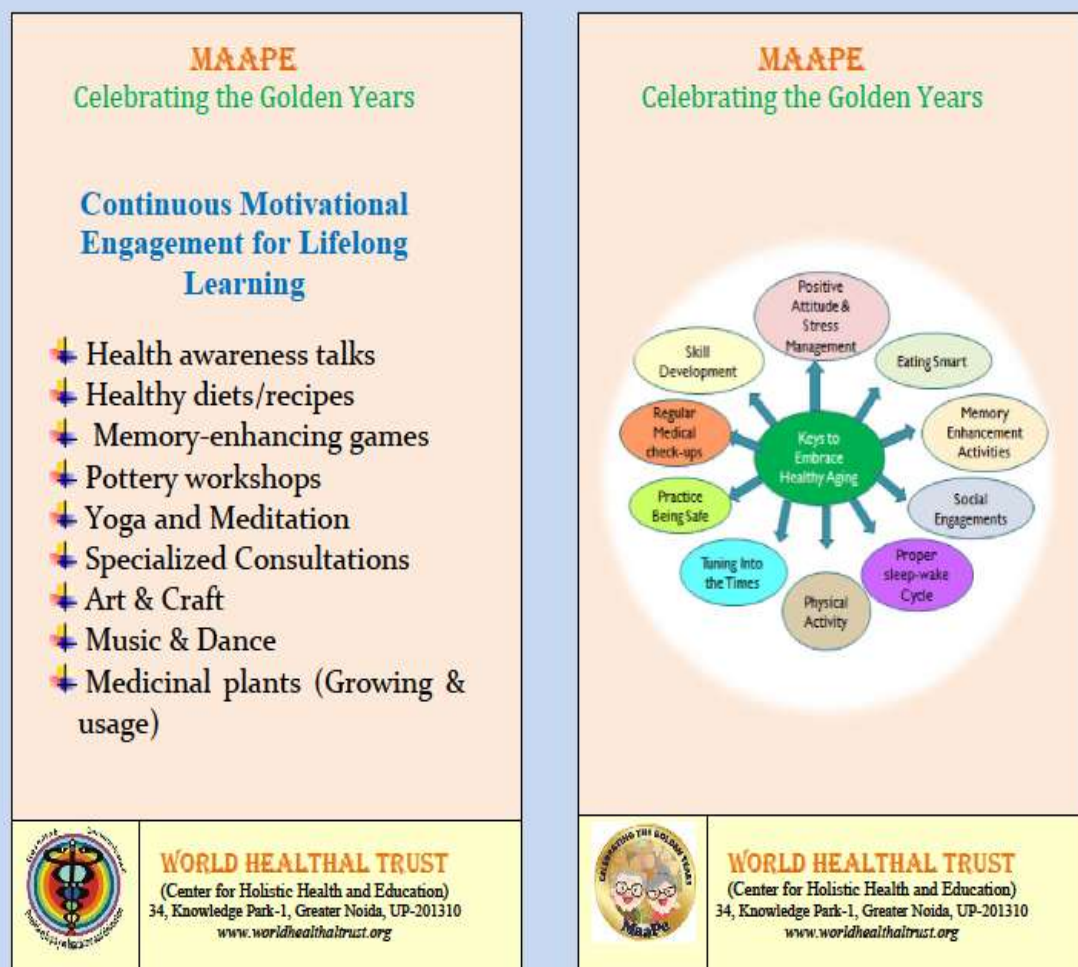 MAAPE
Celebrating the Golden Years
Continuous Motivational
Engagement for Lifelong
Learning
Health awareness talks
Healthy diets/recipes
Memory-enhancing games
Pottery workshops
Yoga and Meditation
Specialized Consultations
Art & Craft
Music & Dance
Medicinal plants (Growing &
usage)
WORLD HEALTHAL TRUST
(Center for Holistic Health and Education)
34, Knowledge Park-1, Greater Noida, UP-201310
www.worldhealthaltrust.org
MAAPE
Celebrating the Golden Years
Positive
Attitude &
Stress
Management
Eating Smart
Memory
Enhancement
Activities
Social
Engagements
Proper
sleep-wake
Cycle
Physical
Activity
Tuning Into
the Times
Practice
Being Safe
Regular
Medical
check-ups
Skill
Development
Keys to
Embrace
Healthy Aging
CELEBRATING THE GOLDEN YEARS
MaaPe
WORLD HEALTHAL TRUST
(Center for Holistic Health and Education)
34, Knowledge Park-1, Greater Noida, UP-201310
www.worldhealthaltrust.org